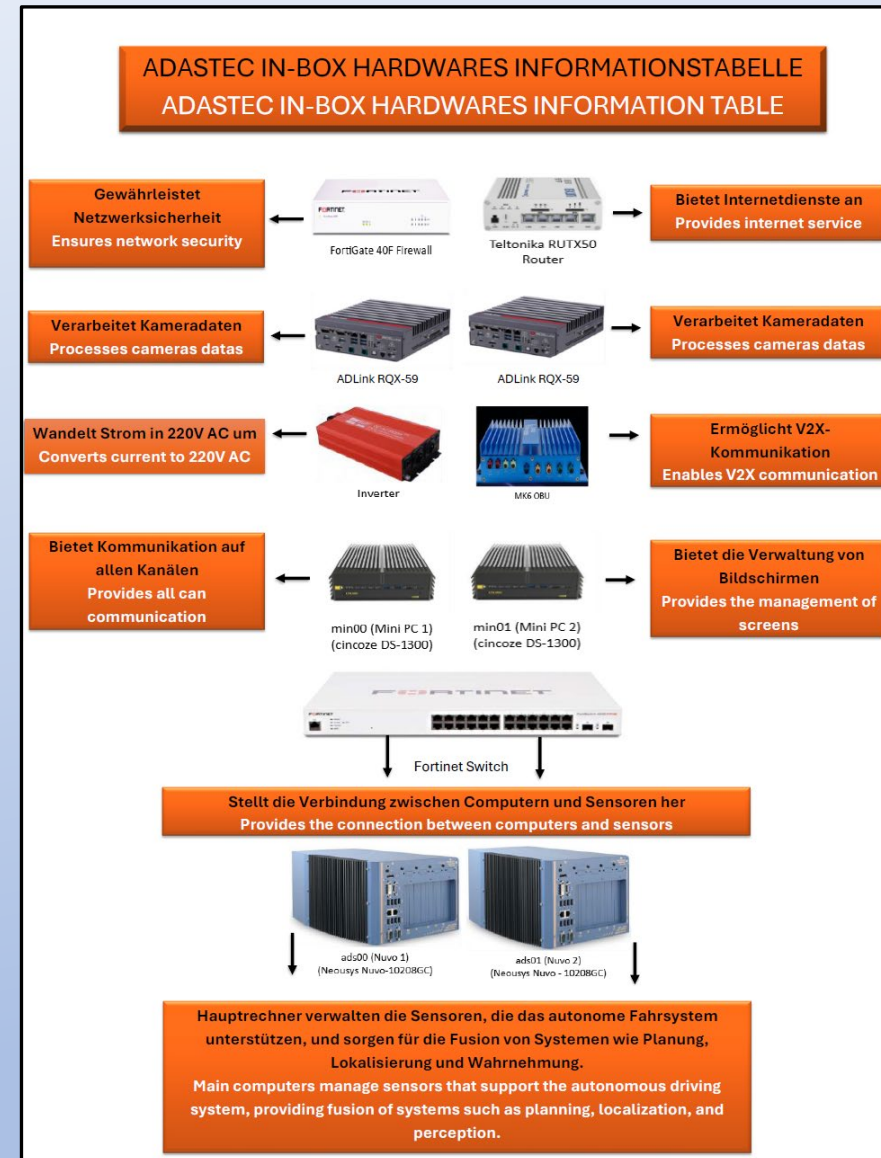 ADASTEC IN-BOX HARDWARES INFORMATIONSTABELLE
ADASTEC IN-BOX HARDWARES INFORMATION TABLE
Gewährleistet
Netzwerksicherheit
Ensures network security
FORTINET
FortiGate 40F Firewall
Teltonika RUTX50
Router
Bietet Internetdienste an
Provides internet service
Verarbeitet Kameradaten
Processes cameras datas
ADLink RQX-59
ADLink RQX-59
Verarbeitet Kameradaten
Processes cameras datas
Wandelt Strom in 220V AC um
Converts current to 220V AC
Inverter
MK6 OBU
Ermöglicht V2X-
Kommunikation
Enables V2X communication
Bietet Kommunikation auf
allen Kanälen
Provides all can
communication
min00 (Mini PC 1)
(cincoze DS-1300)
min01 (Mini PC 2)
(cincoze DS-1300)
Bietet die Verwaltung von
Bildschirmen
Provides the management of
screens
FORTINET
Fortinet Switch
Stellt die Verbindung zwischen Computern und Sensoren her
Provides the connection between computers and sensors
ads00 (Nuvo 1)
(Neousys Nuvo-10208GC)
ads01 (Nuvo 2)
(Neousys Nuvo - 10208GC)
Hauptrechner verwalten die Sensoren, die das autonome Fahrsystem
unterstützen, und sorgen für die Fusion von Systemen wie Planung,
Lokalisierung und Wahrnehmung.
Main computers manage sensors that support the autonomous driving
system, providing fusion of systems such as planning, localization, and
perception.